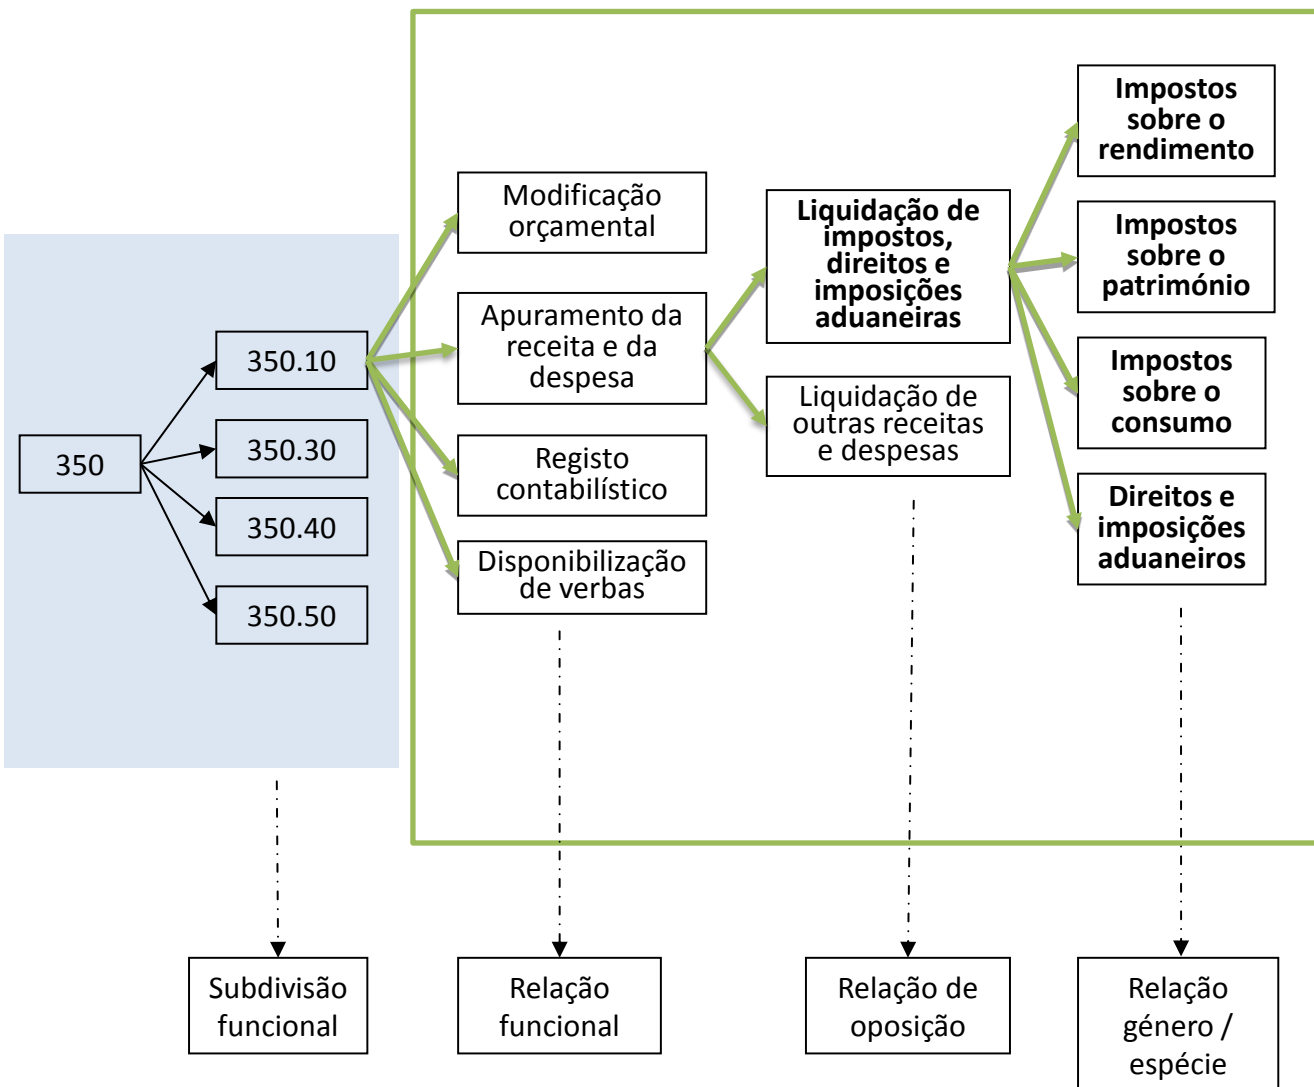 350
350.10
350.30
350.40
350.50
Modificação
orçamental
Apuramento da
receita e da
despesa
Registo
contabilístico
Disponibilização
de verbas
Liquidação de
impostos,
direitos e
imposições
aduaneiras
Liquidação de
outras receitas
e despesas
Impostos
sobre o
rendimento
Impostos
sobre o
património
Impostos
sobre o
consumo
Direitos e
imposições
aduaneiros
Subdivisão
funcional
Relação
funcional
Relação de
oposição
Relação
género /
espécie